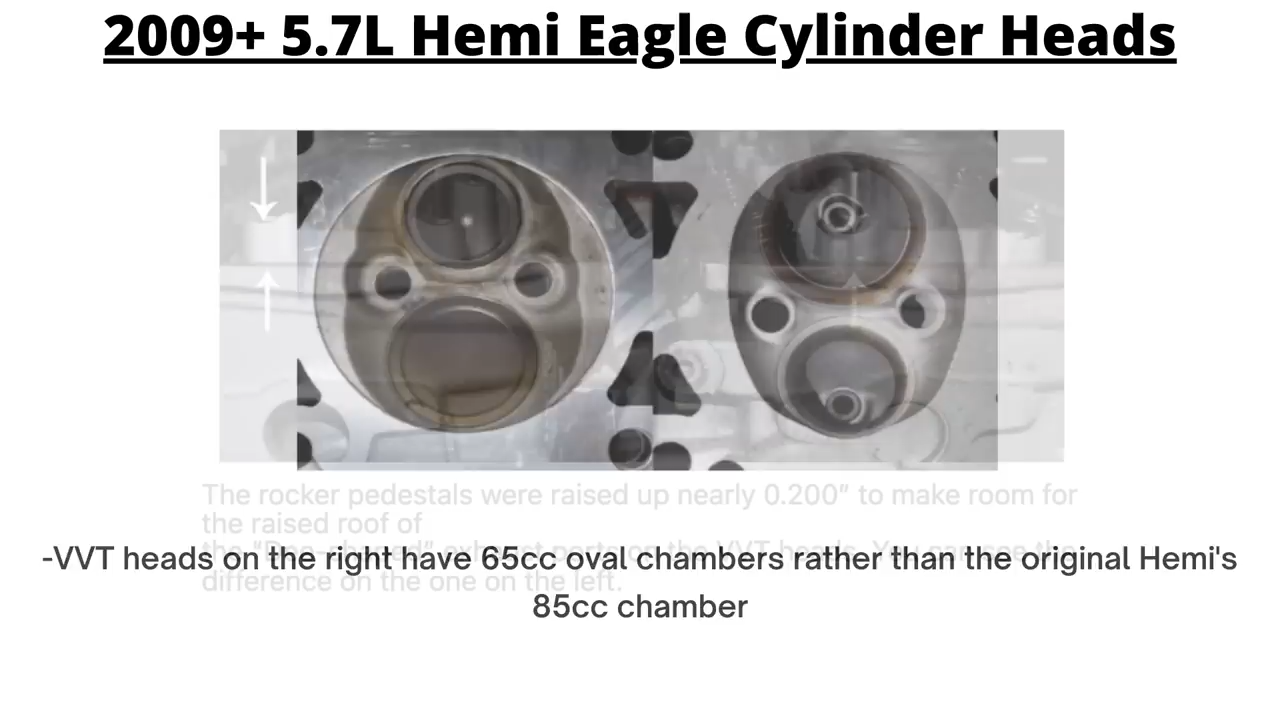 2009+ 5.7L Hemi Eagle Cylinder Heads
The rocker pedestals were raised up nearly 0.200″ to make room for
the raised roof of
-VVT heads on the right have 65cc oval chambers rather than the original Hemi's
difference on the one on the left.
85cc chamber